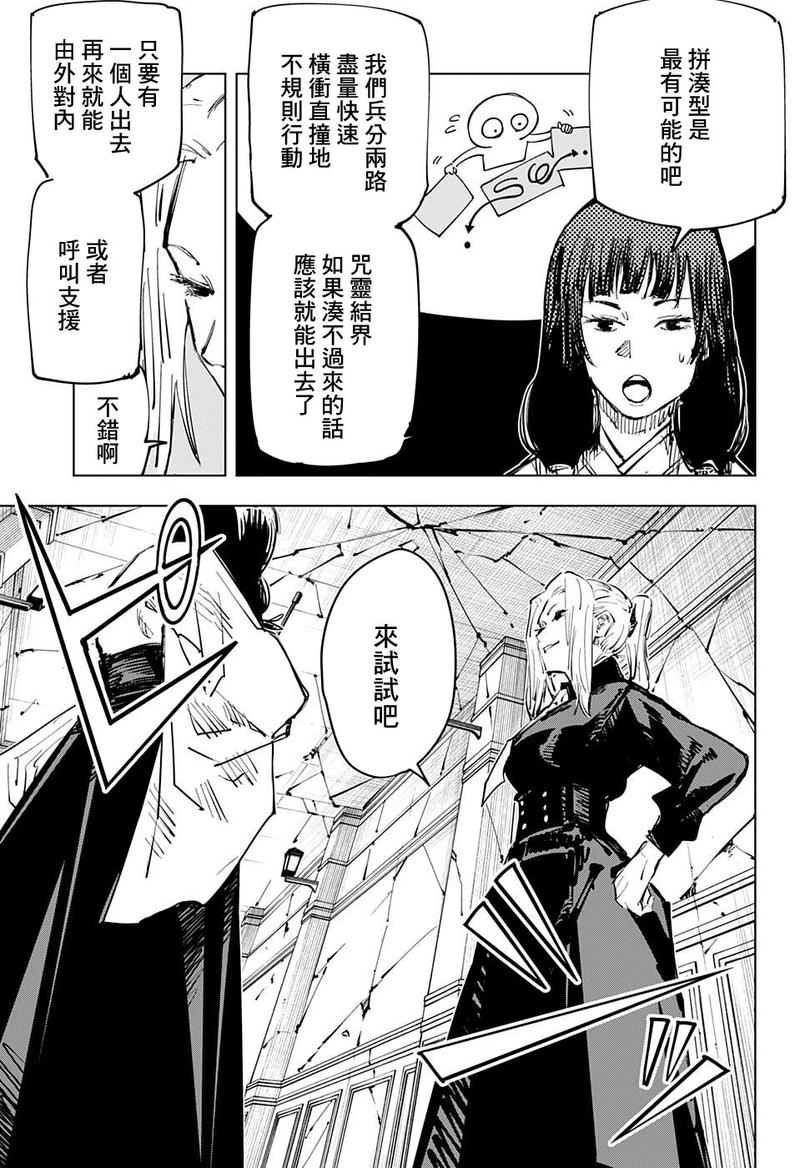 拼湊型是
最有可能的吧
我們兵分兩路
盡量快速
橫衝直撞地
不規則行動
咒靈結界
如果湊不過來的話
應該就能出去了
只要有
一個人出去
再來就能
由外對內
或者
呼叫支援
不錯啊
來試試吧